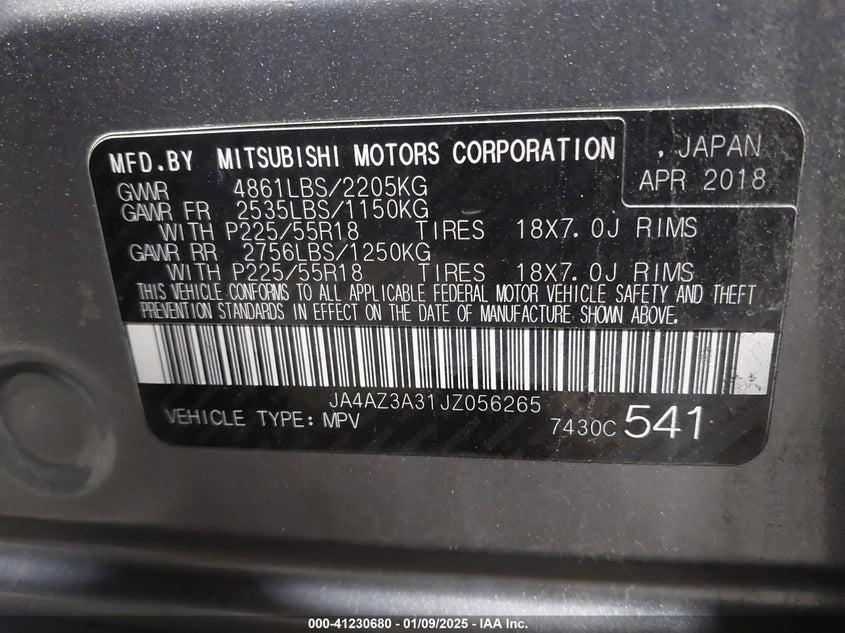 MFD.BY MITSUBISHI MOTORS CORPORATION , JAPAN
APR 2018
GVWR 4861LBS/2205KG
GAWR FR 2535LBS/1150KG
WITH P225/55R18 TIRES 18X7.0J RIMS
GAWR RR 2756LBS/1250KG
WITH P225/55R18 TIRES 18X7.0J RIMS
THIS VEHICLE CONFORMS TO ALL APPLICABLE FEDERAL MOTOR VEHICLE SAFETY AND THEFT
PREVENTION STANDARDS IN EFFECT ON THE DATE OF MANUFACTURE SHOWN ABOVE.
JA4AZ3A31JZ056265
VEHICLE TYPE: MPV 7430C 541
000-41230680 - 01/09/2025 - IAA Inc.